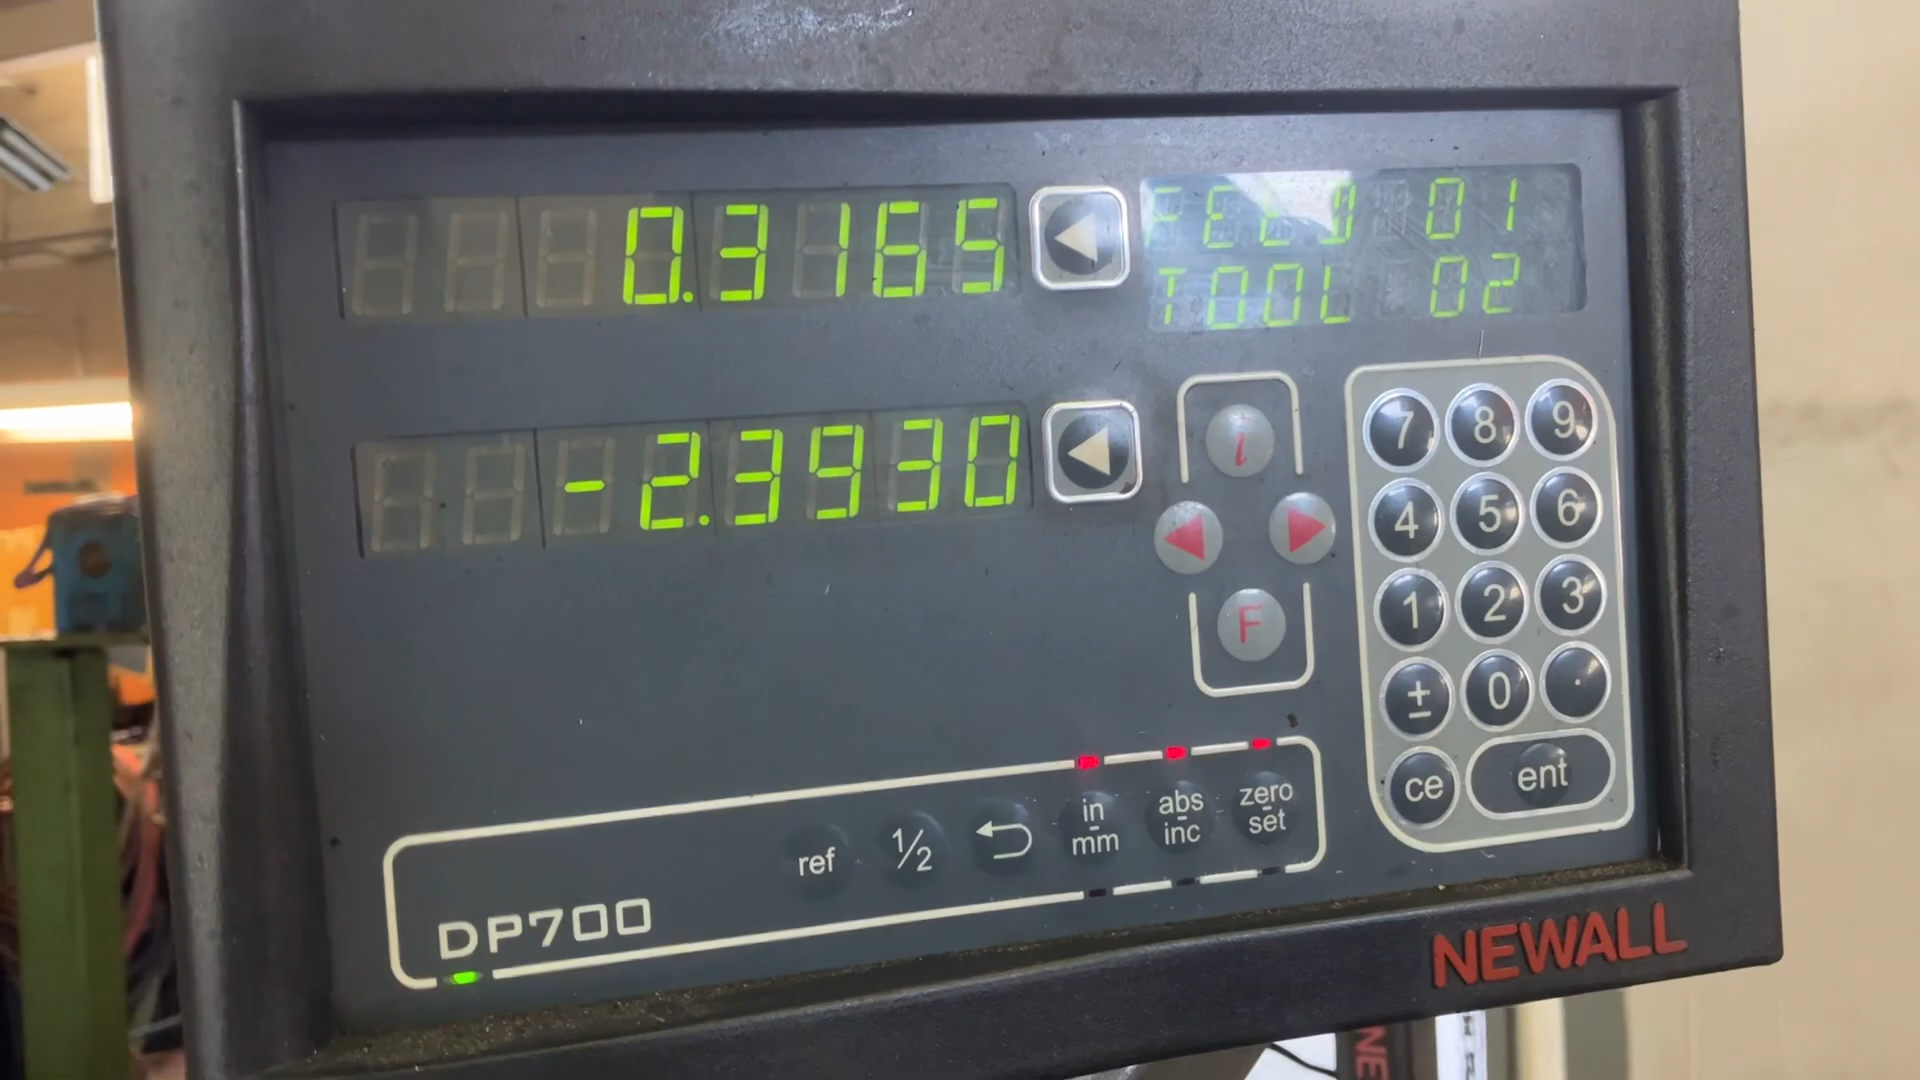 0.3165
FEED 01
TOOL 02
-2.3930
i
F
7 8 9
4 5 6
1 2 3
± 0 .
ce ent
ref ½ in mm abs inc zero set
DP700
NEWALL
NE